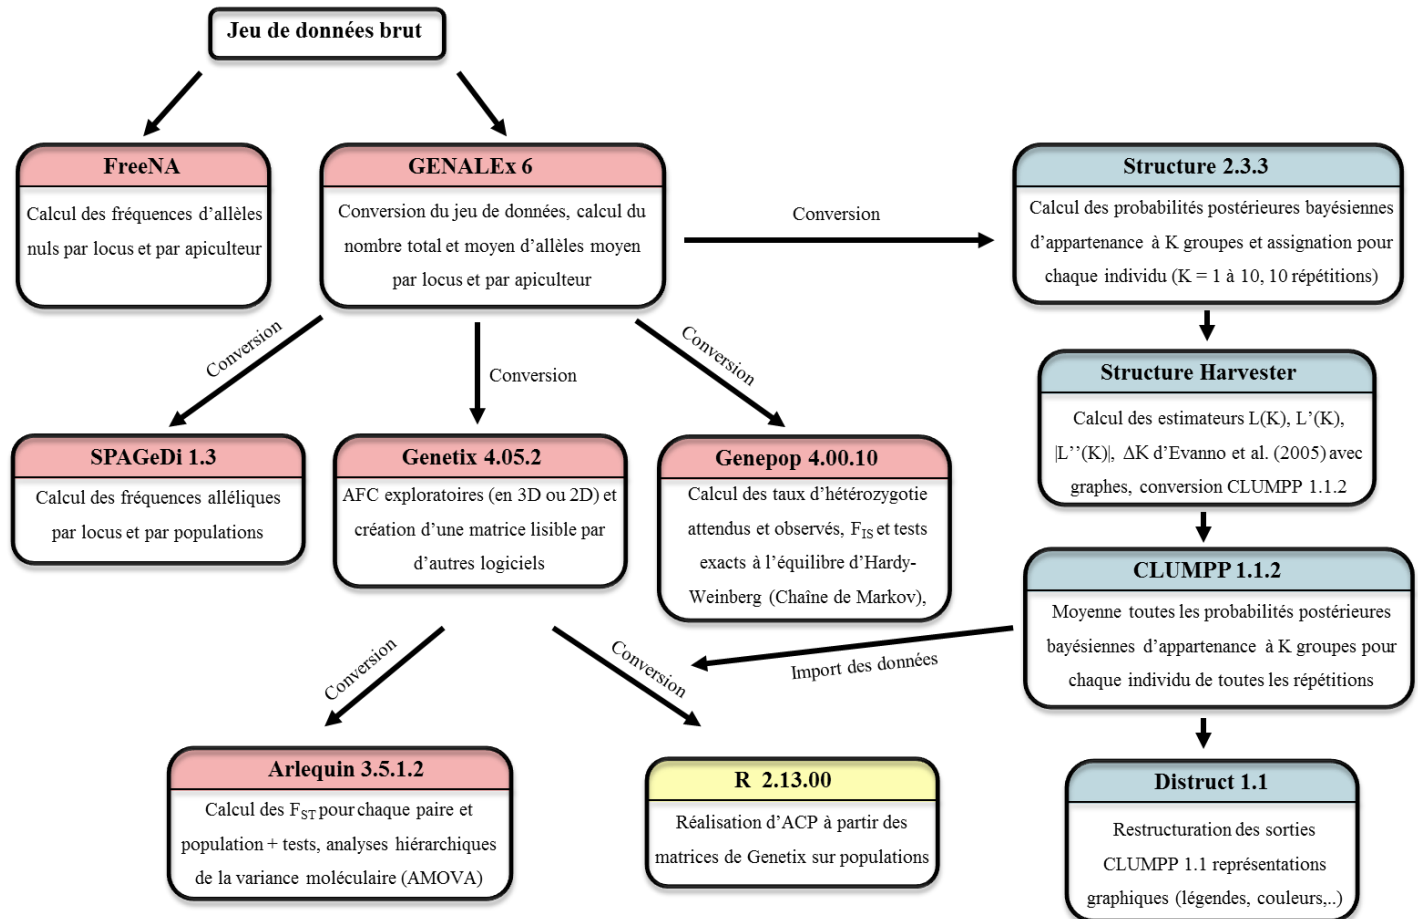 Jeu de données brut
FreeNA
Calcul des fréquences d’allèles
nuls par locus et par apiculteur
GENALEx 6
Conversion du jeu de données, calcul du
nombre total et moyen d’allèles moyen
par locus et par apiculteur
Conversion
Structure 2.3.3
Calcul des probabilités postérieures bayésiennes
d’appartenance à K groupes et assignation pour
chaque individu (K = 1 à 10, 10 répétitions)
Conversion
Conversion
Conversion
Structure Harvester
Calcul des estimateurs L(K), L’(K),
|L’’(K)|, ΔK d’Evanno et al. (2005) avec
graphes, conversion CLUMPP 1.1.2
SPAGeDi 1.3
Calcul des fréquences alléliques
par locus et par populations
Genetix 4.05.2
AFC exploratoires (en 3D ou 2D) et
création d’une matrice lisible par
d’autres logiciels
Genepop 4.00.10
Calcul des taux d’hétérozygotie
attendus et observés, FIS et tests
exacts à l’équilibre d’Hardy-
Weinberg (Chaîne de Markov),
CLUMPP 1.1.2
Moyenne toutes les probabilités postérieures
bayésiennes d’appartenance à K groupes pour
chaque individu de toutes les répétitions
Conversion
Conversion
Import des données
Arlequin 3.5.1.2
Calcul des FST pour chaque paire et
population + tests, analyses hiérarchiques
de la variance moléculaire (AMOVA)
R 2.13.00
Réalisation d’ACP à partir des
matrices de Genetix sur populations
Distruct 1.1
Restructuration des sorties
CLUMPP 1.1 représentations
graphiques (légendes, couleurs,..)